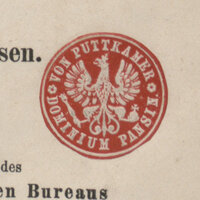 sen.
VON PUTTKAMER
DOMINIUM PANSIN
des
en Bureaus